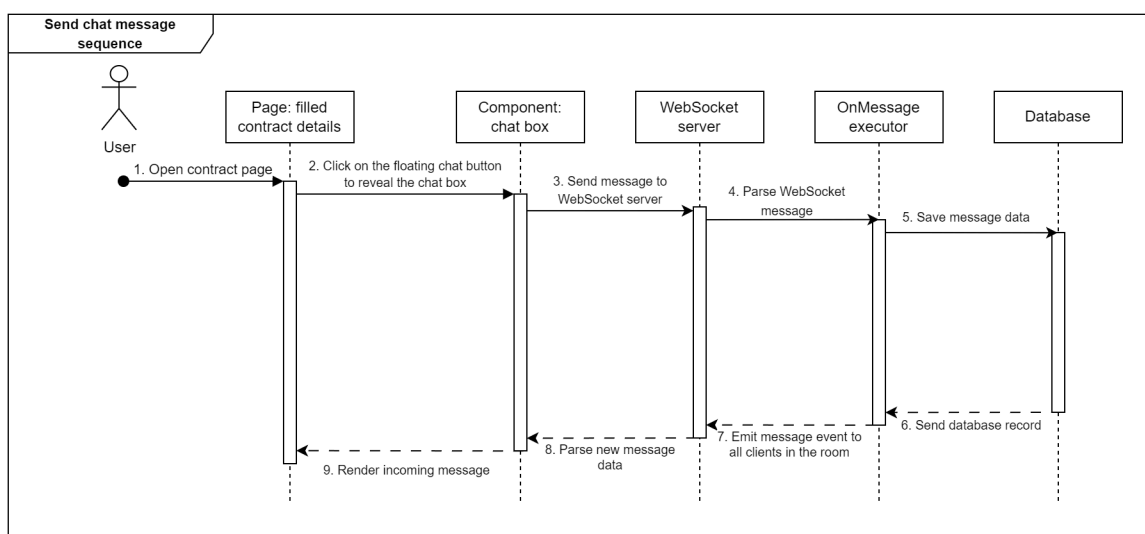 Send chat message
sequence
User
Page: filled
contract details
Component:
chat box
WebSocket
server
OnMessage
executor
Database
1. Open contract page
2. Click on the floating chat button
to reveal the chat box
3. Send message to
WebSocket server
4. Parse WebSocket
message
5. Save message data
6. Send database record
7. Emit message event to
all clients in the room
8. Parse new message
data
9. Render incoming message